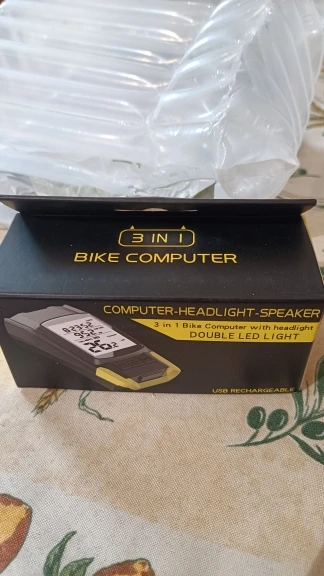 3 IN 1
BIKE COMPUTER
COMPUTER-HEADLIGHT-SPEAKER
3 in 1 Bike Computer with headlight
DOUBLE LED LIGHT
USB RECHARGEABLE